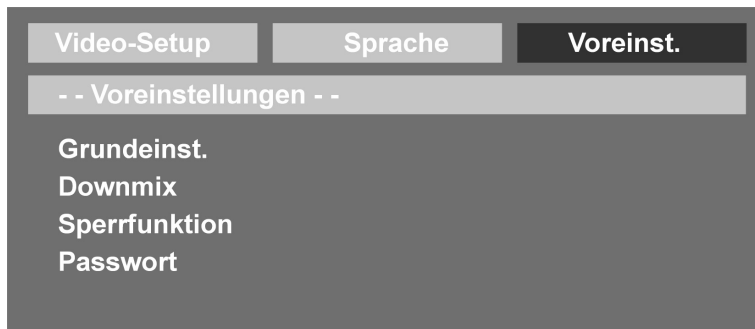 Video-Setup Sprache Voreinst.
- - Voreinstellungen - -
Grundeinst.
Downmix
Sperrfunktion
Passwort